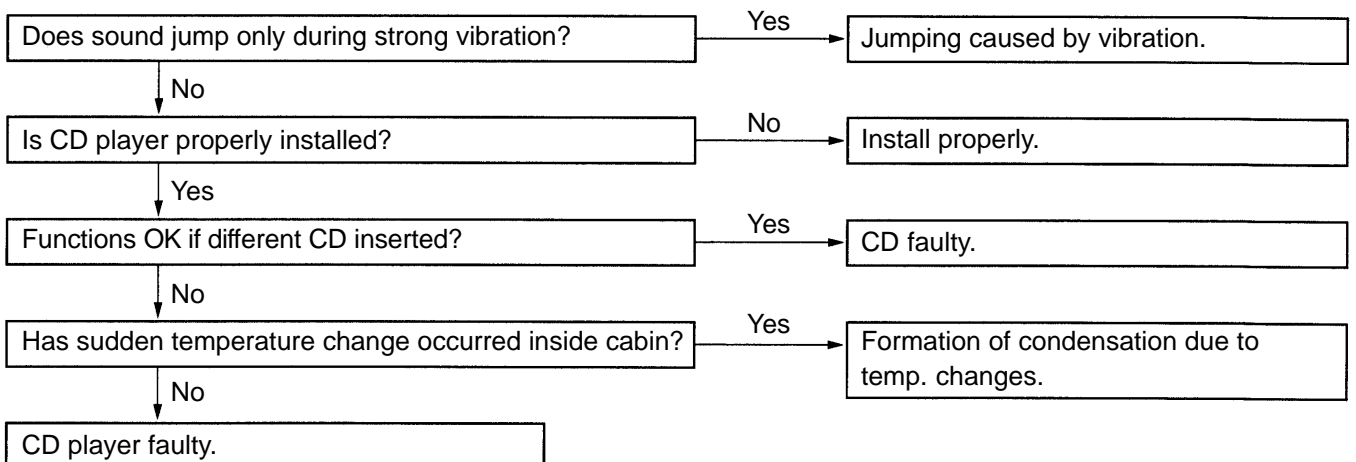 Does sound jump only during strong vibration?
Yes
Jumping caused by vibration.
No
Is CD player properly installed?
No
Install properly.
Yes
Functions OK if different CD inserted?
Yes
CD faulty.
No
Has sudden temperature change occurred inside cabin?
Yes
Formation of condensation due to
temp. changes.
No
CD player faulty.